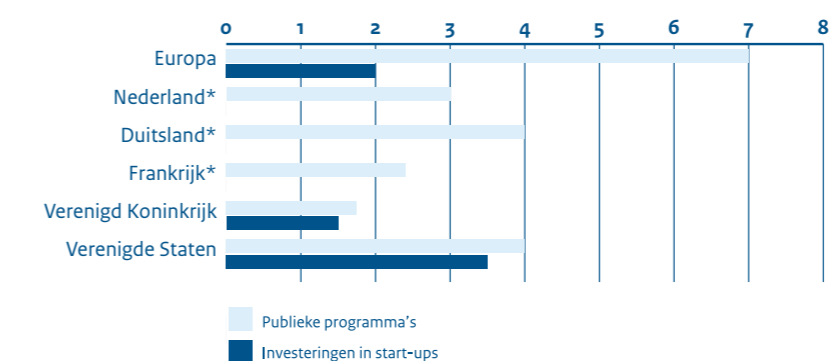 0 1 2 3 4 5 6 7 8
Europa
Nederland*
Duitsland*
Frankrijk*
Verenigd Koninkrijk
Verenigde Staten
Publieke programma's
Investeringen in start-ups